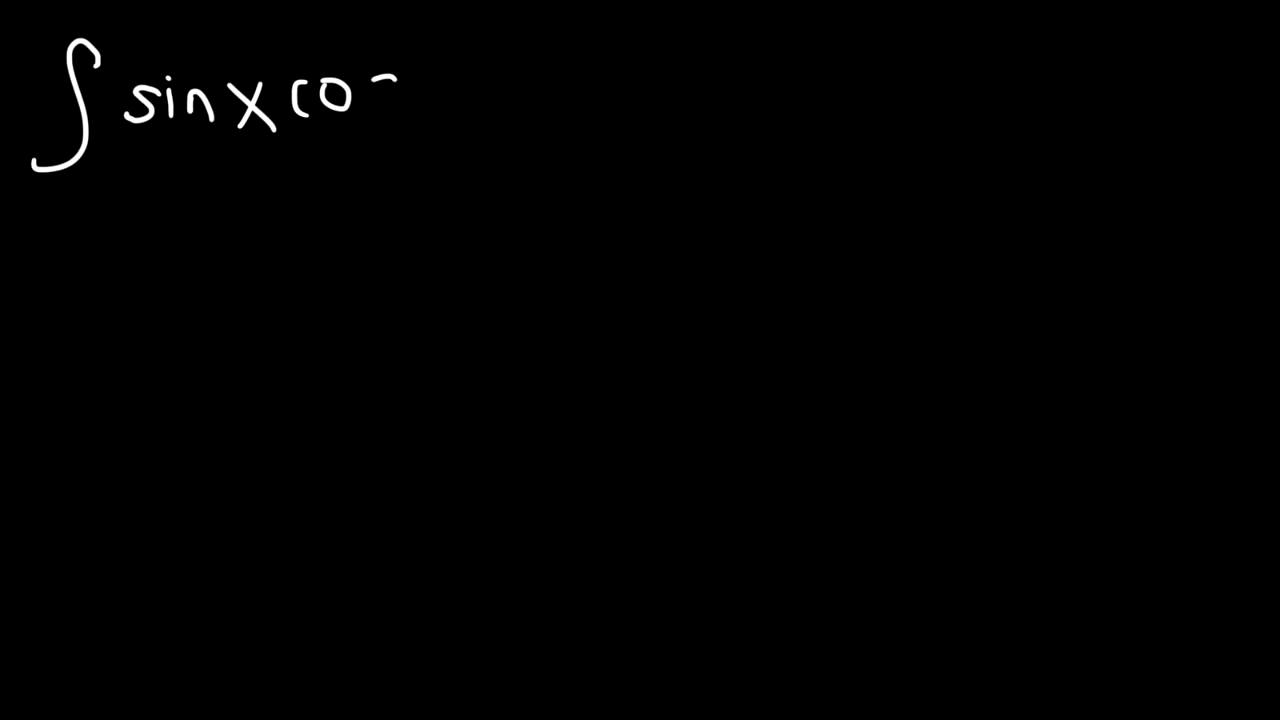 ∫ sin x co